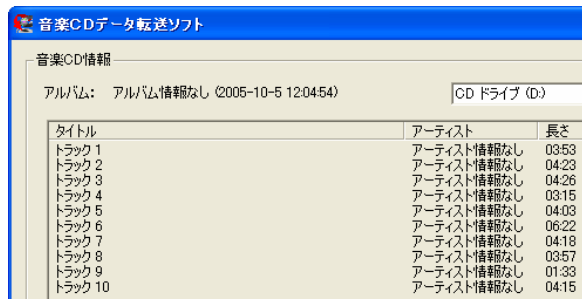 音楽CDデータ転送ソフト
音楽CD情報
アルバム: アルバム情報なし (2005-10-5 12:04:54) CD ドライブ (D:)
タイトル アーティスト 長さ
トラック 1 アーティスト情報なし 03:53
トラック 2 アーティスト情報なし 04:23
トラック 3 アーティスト情報なし 04:26
トラック 4 アーティスト情報なし 03:15
トラック 5 アーティスト情報なし 04:03
トラック 6 アーティスト情報なし 06:22
トラック 7 アーティスト情報なし 04:18
トラック 8 アーティスト情報なし 03:57
トラック 9 アーティスト情報なし 01:33
トラック 10 アーティスト情報なし 04:15